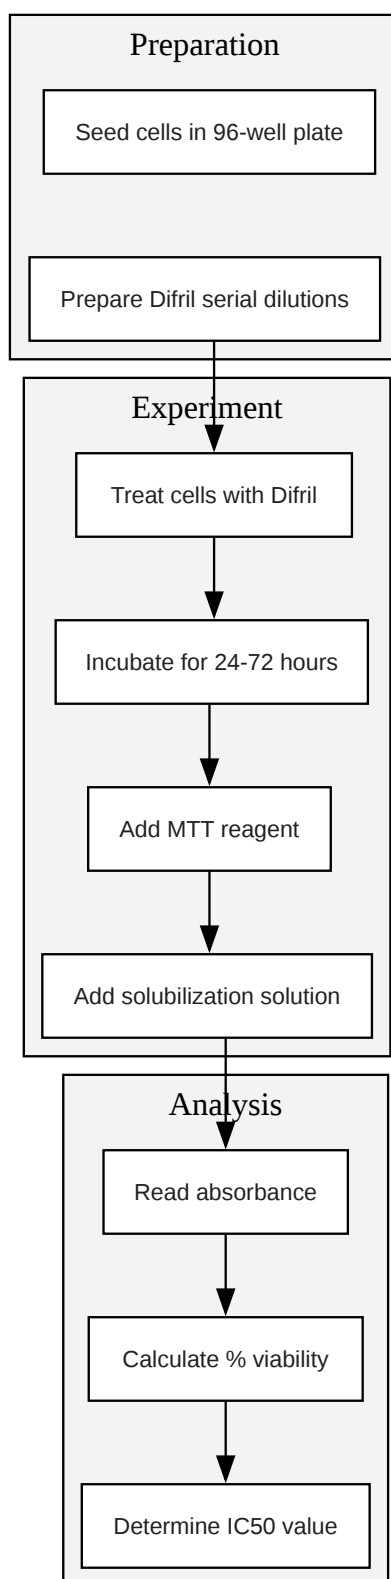 Preparation
Seed cells in 96-well plate
Prepare Difril serial dilutions
Experiment
Treat cells with Difril
Incubate for 24-72 hours
Add MTT reagent
Add solubilization solution
Analysis
Read absorbance
Calculate % viability
Determine IC50 value